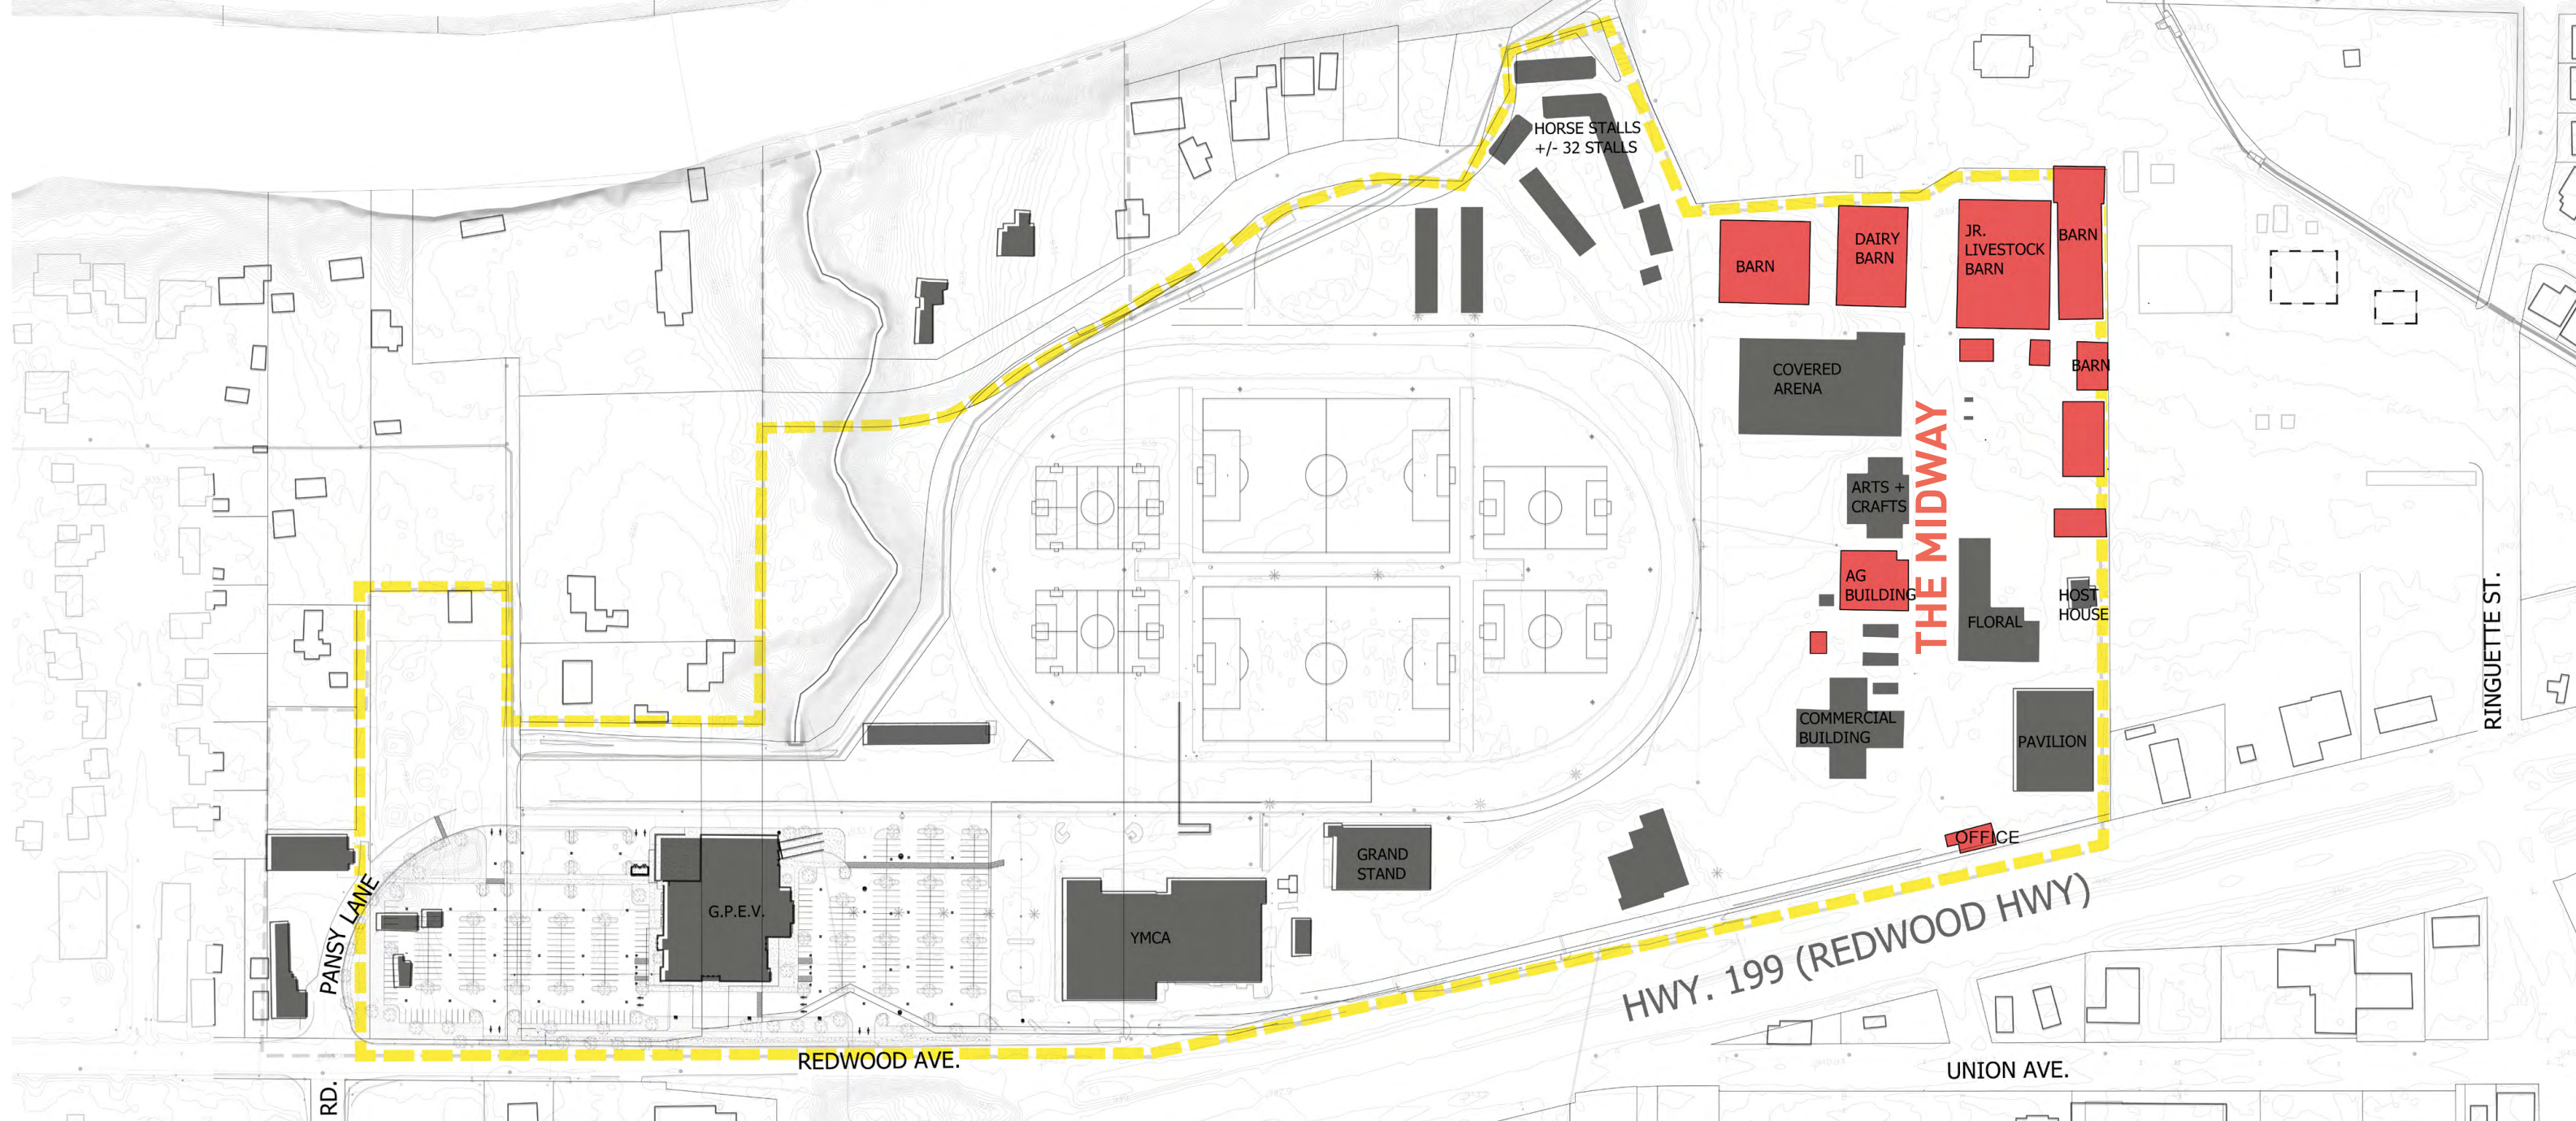 HORSE STALLS
+/- 32 STALLS
BARN
DAIRY
BARN
JR.
LIVESTOCK
BARN
BARN
COVERED
ARENA
BARN
THE MIDWAY
ARTS +
CRAFTS
AG
BUILDING
FLORAL
HOST
HOUSE
RINGUETTE ST.
COMMERCIAL
BUILDING
PAVILION
OFFICE
GRAND
STAND
G.P.E.V.
YMCA
PANSY LANE
HWY. 199 (REDWOOD HWY)
REDWOOD AVE.
UNION AVE.
RD.